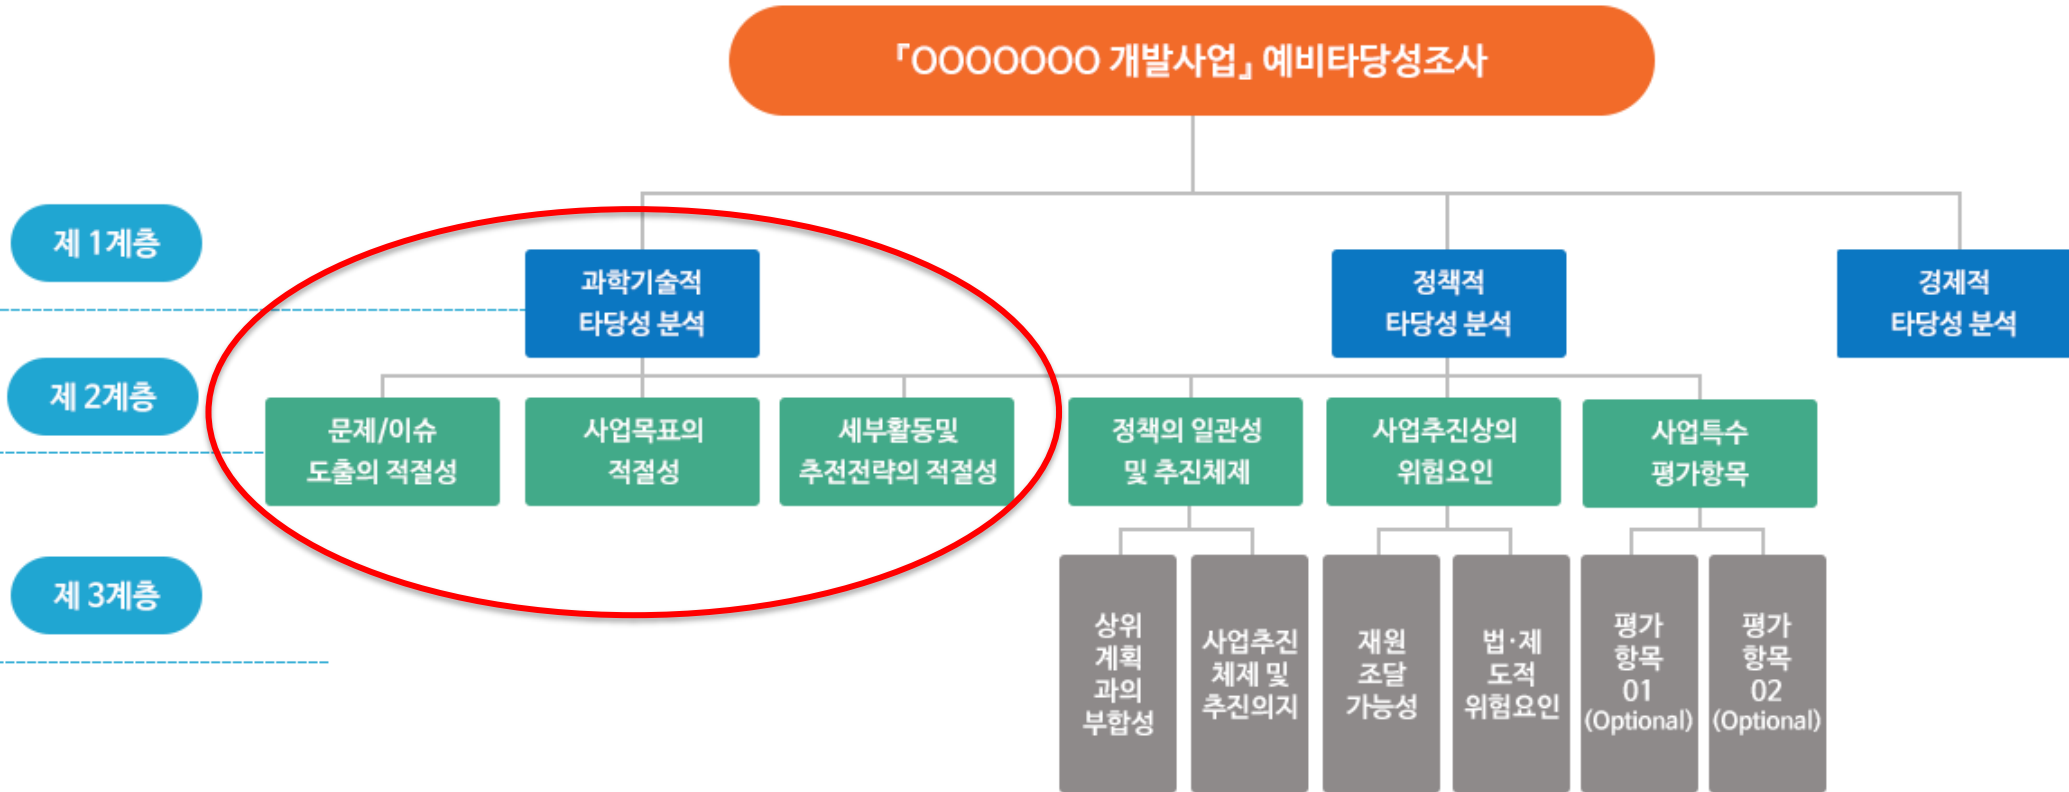 『OOOOOOO 개발사업』 예비타당성조사
제 1계층
과학기술적
타당성 분석
정책적
타당성 분석
경제적
타당성 분석
제 2계층
문제/이슈
도출의 적절성
사업목표의
적절성
세부활동및
추전전략의 적절성
정책의 일관성
및 추진체제
사업추진상의
위험요인
사업특수
평가항목
제 3계층
상위
계획
과의
부합성
사업추진
체제 및
추진의지
재원
조달
가능성
법·제
도적
위험요인
평가
항목
01
(Optional)
평가
항목
02
(Optional)